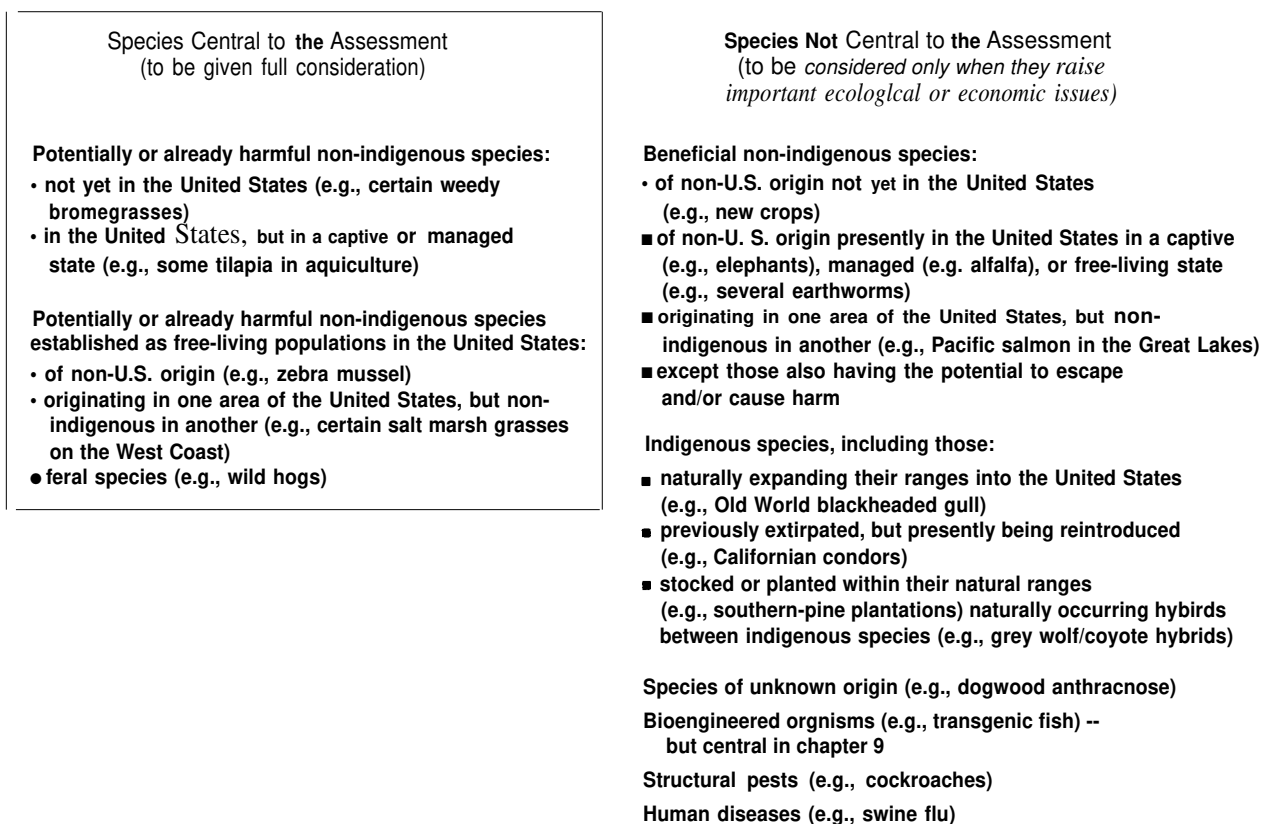 Species Central to the Assessment
(to be given full consideration)
Potentially or already harmful non-indigenous species:
• not yet in the United States (e.g., certain weedy
bromegrasses)
• in the United States, but in a captive or managed
state (e.g., some tilapia in aquiculture)
Potentially or already harmful non-indigenous species
established as free-living populations in the United States:
• of non-U.S. origin (e.g., zebra mussel)
• originating in one area of the United States, but non-
indigenous in another (e.g., certain salt marsh grasses
on the West Coast)
● feral species (e.g., wild hogs)
Species Not Central to the Assessment
(to be considered only when they raise
important ecologlcal or economic issues)
Beneficial non-indigenous species:
• of non-U.S. origin not yet in the United States
(e.g., new crops)
■ of non-U. S. origin presently in the United States in a captive
(e.g., elephants), managed (e.g. alfalfa), or free-living state
(e.g., several earthworms)
■ originating in one area of the United States, but non-
indigenous in another (e.g., Pacific salmon in the Great Lakes)
■ except those also having the potential to escape
and/or cause harm
Indigenous species, including those:
■ naturally expanding their ranges into the United States
(e.g., Old World blackheaded gull)
■ previously extirpated, but presently being reintroduced
(e.g., Californian condors)
■ stocked or planted within their natural ranges
(e.g., southern-pine plantations) naturally occurring hybirds
between indigenous species (e.g., grey wolf/coyote hybrids)
Species of unknown origin (e.g., dogwood anthracnose)
Bioengineered orgnisms (e.g., transgenic fish) --
but central in chapter 9
Structural pests (e.g., cockroaches)
Human diseases (e.g., swine flu)